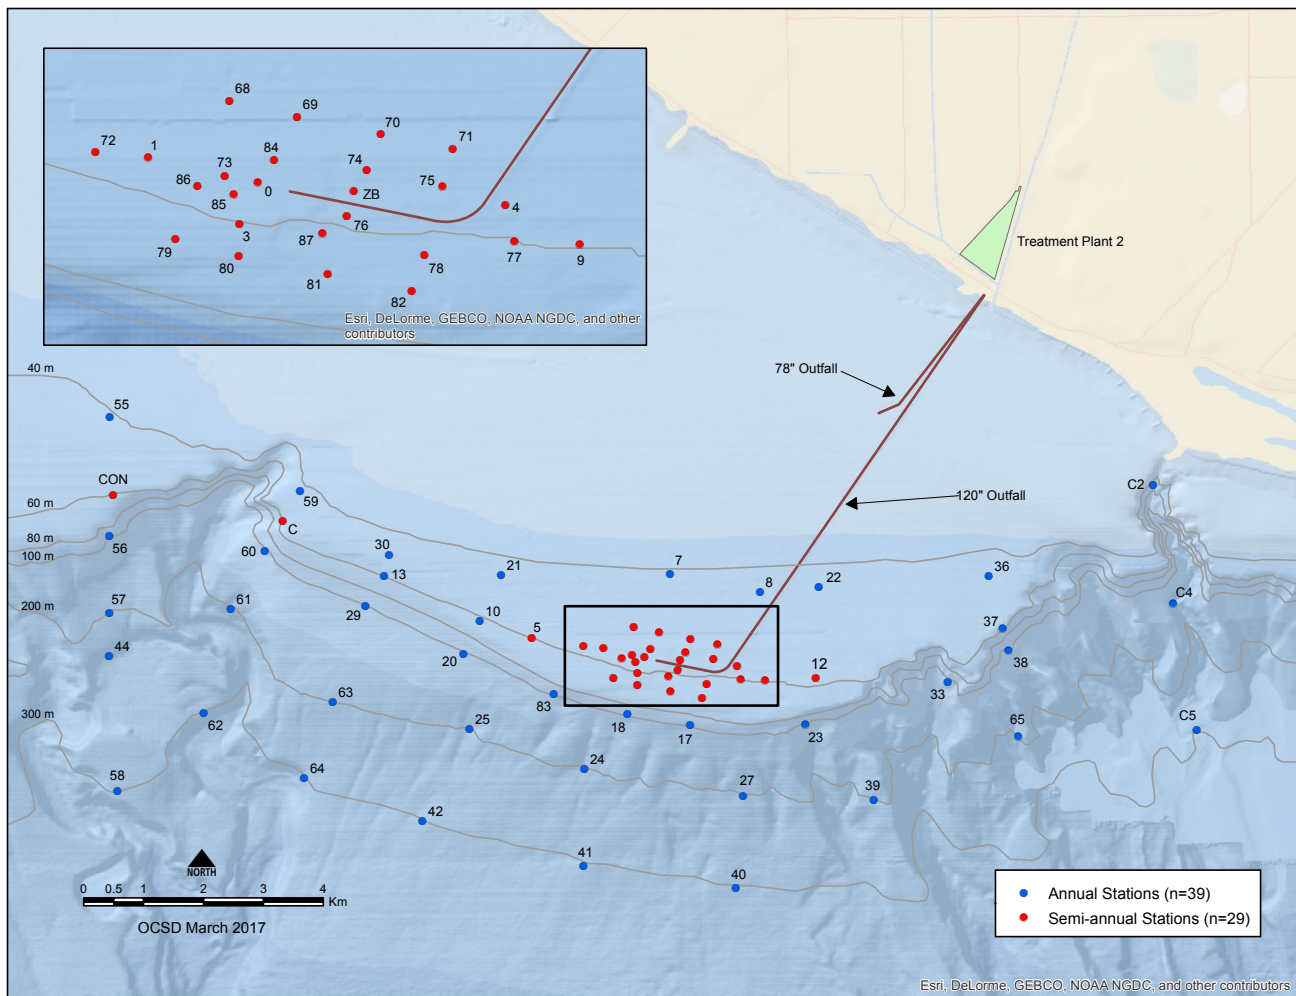 68
69
70
71
72
1
84
74
73
86
0
75
ZB
85
4
76
3
79
87
80
78
77
9
81
82
Esri, DeLorme, GEBCO, NOAA NGDC, and other
contributors
Treatment Plant 2
78" Outfall
120" Outfall
40 m
55
CON
60 m
59
C
C2
80 m
56
100 m
60
30
13
21
7
8
22
36
C4
200 m
57
61
29
10
5
37
44
20
38
12
33
63
83
300 m
62
25
18
17
23
65
C5
58
64
24
27
39
42
41
40
NORTH
0 0.5 1 2 3 4
Km
OCSD March 2017
Annual Stations (n=39)
Semi-annual Stations (n=29)
Esri, DeLorme, GEBCO, NOAA NGDC, and other contributors